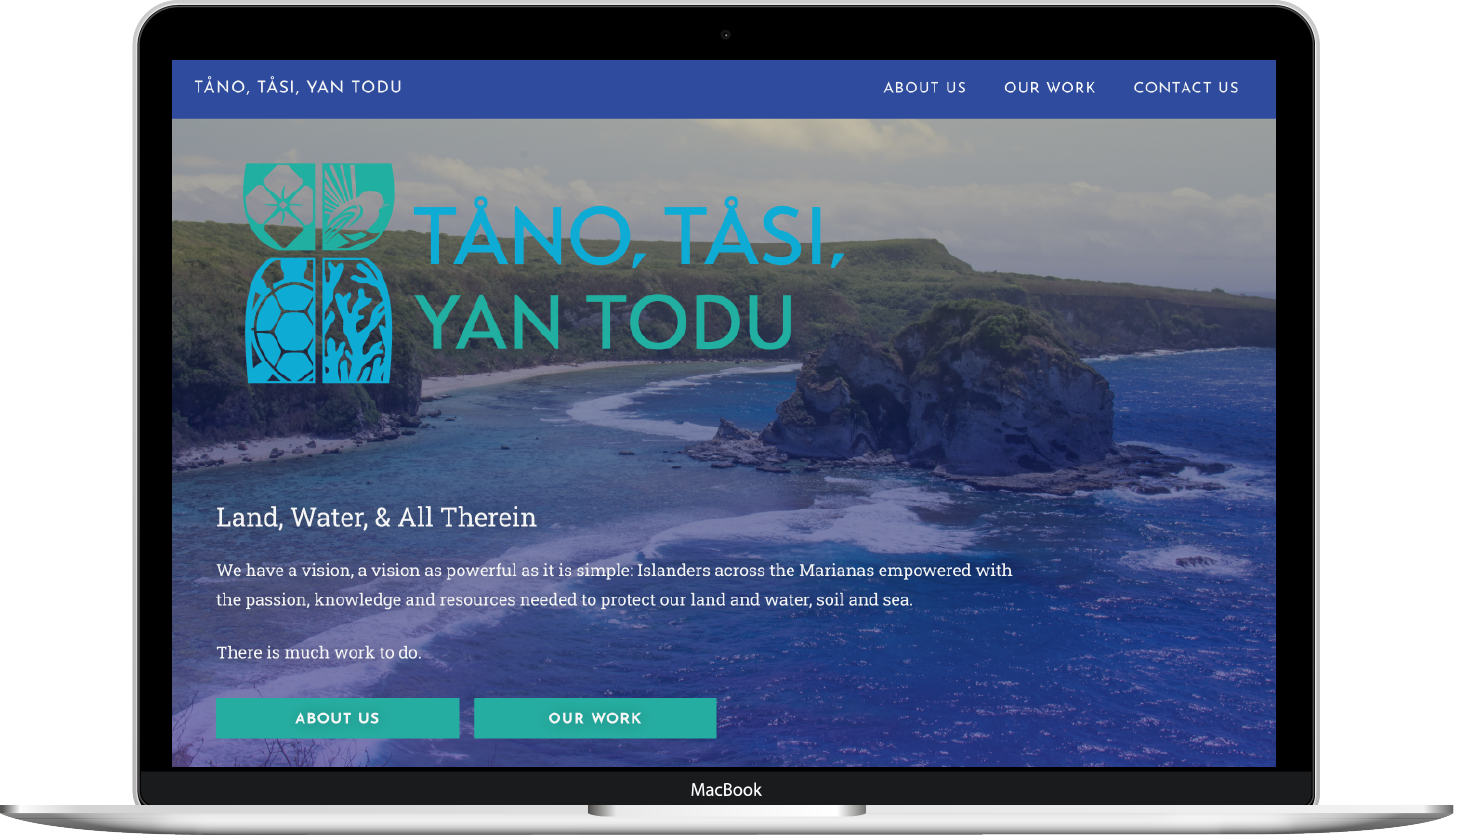 TÅNO, TÅSI, YAN TODU
ABOUT US
OUR WORK
CONTACT US
TÅNO, TÅSI,
YAN TODU
Land, Water, & All Therein
We have a vision, a vision as powerful as it is simple: Islanders across the Marianas empowered with
the passion, knowledge and resources needed to protect our land and water, soil and sea.
There is much work to do.
ABOUT US
OUR WORK
MacBook